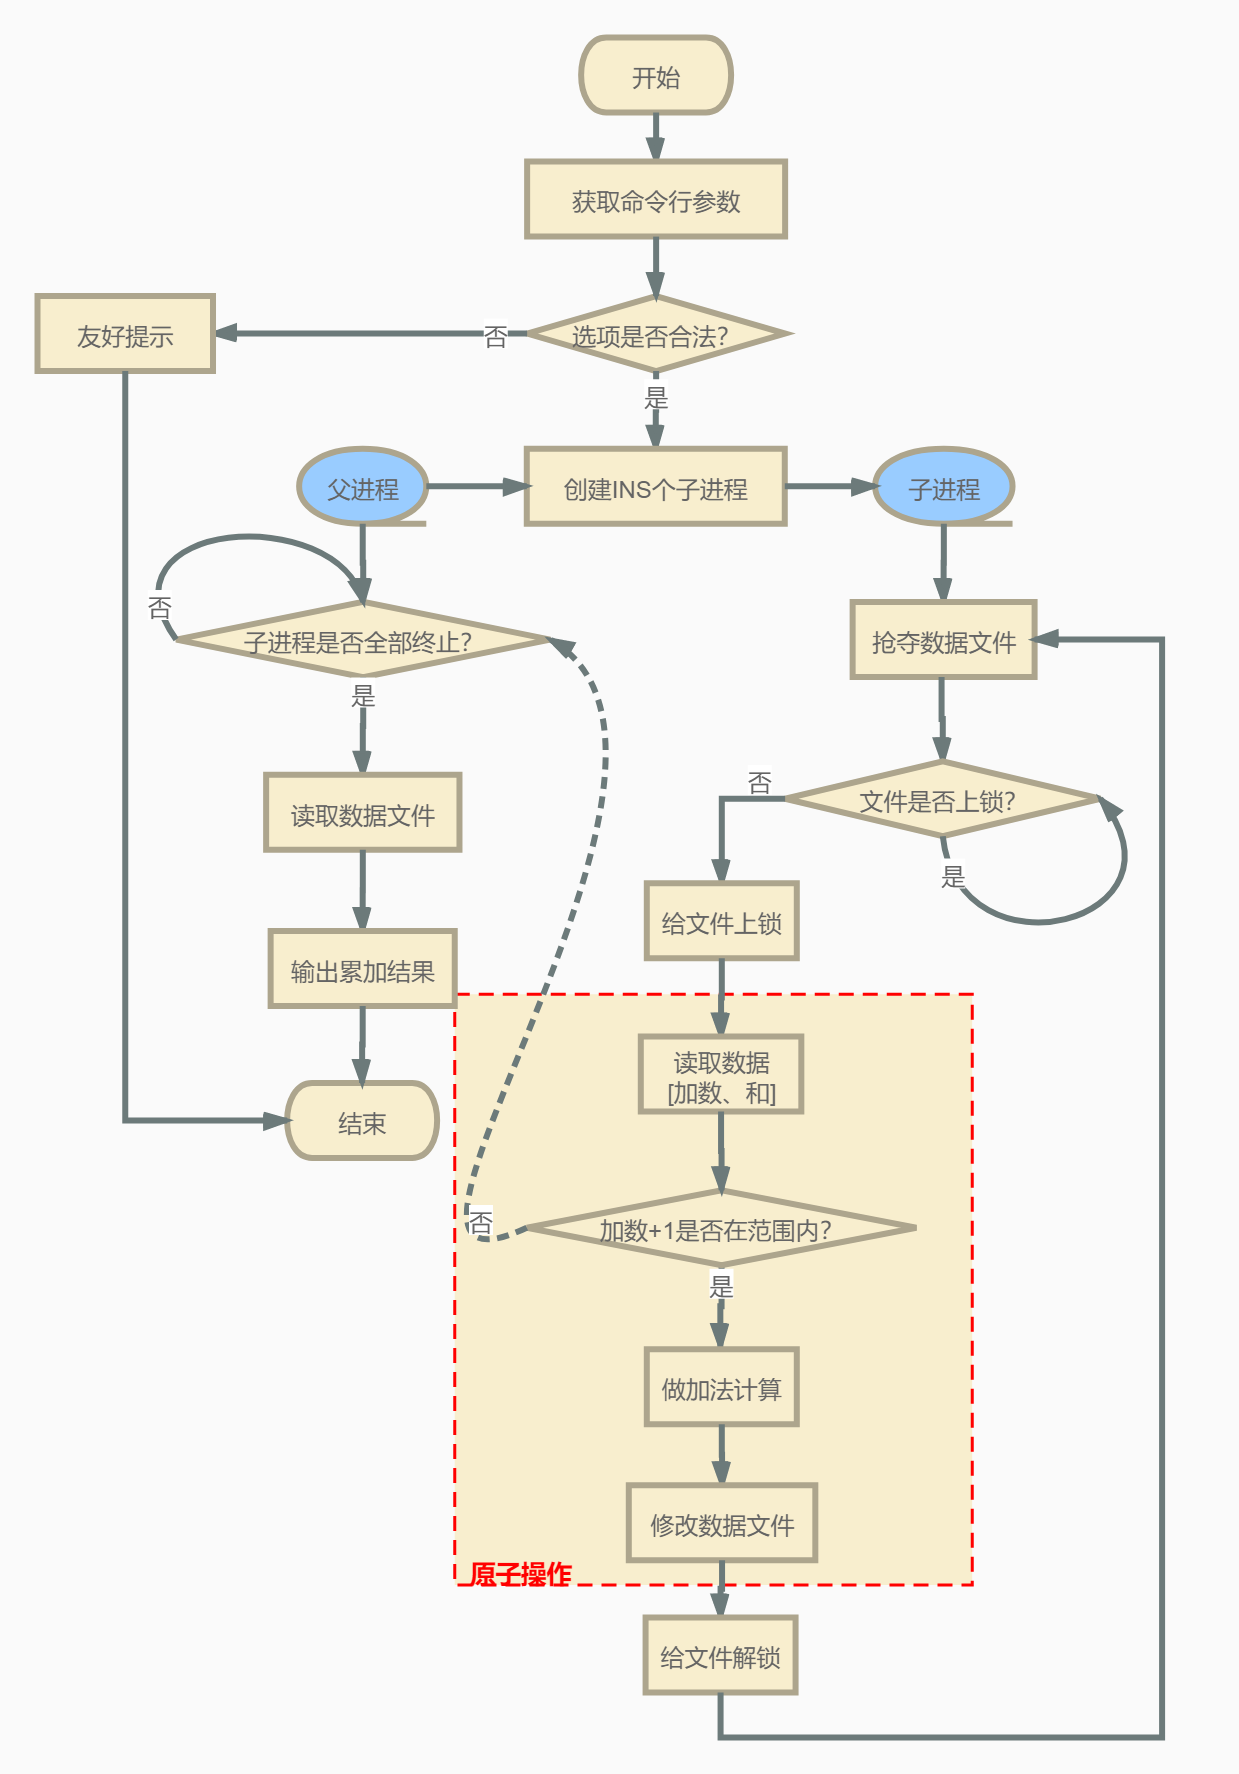 开始
获取命令行参数
选项是否合法?
否
友好提示
是
父进程
创建INS个子进程
子进程
否
子进程是否全部终止?
抢夺数据文件
是
读取数据文件
否
文件是否上锁?
是
给文件上锁
输出累加结果
读取数据
[加数、和]
结束
否
加数+1是否在范围内?
是
做加法计算
修改数据文件
原子操作
给文件解锁